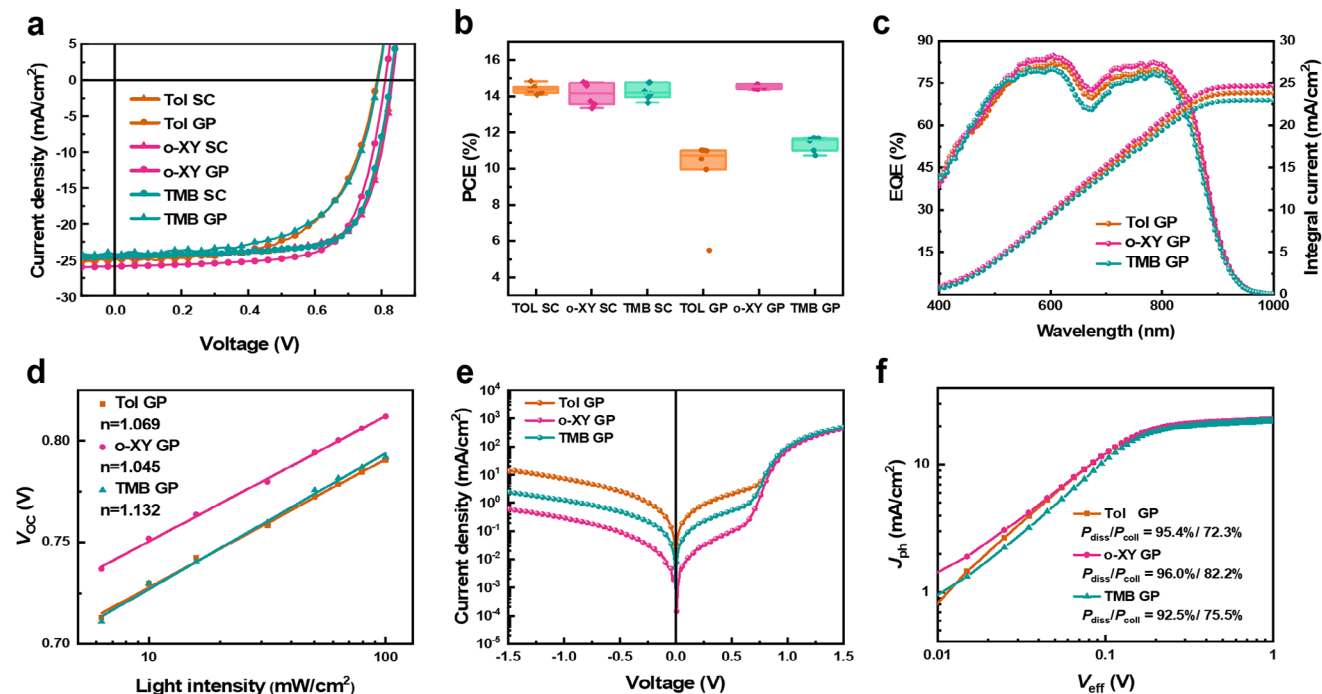 a
Current density (mA/cm²)
5
0
-5
-10
-15
-20
-25
-30
Tol SC
Tol GP
o-XY SC
o-XY GP
TMB SC
TMB GP
0.0 0.2 0.4 0.6 0.8
Voltage (V)
b
PCE (%)
16
14
12
10
8
6
4
TOL SC o-XY SC TMB SC TOL GP o-XY GP TMB GP
c
EQE (%)
90
75
60
45
30
15
Tol GP
o-XY GP
TMB GP
30
25
20
15
10
5
0
Integral current (mA/cm²)
400 600 800 1000
Wavelength (nm)
d
Voc (V)
0.80
0.75
0.70
Tol GP
n=1.069
o-XY GP
n=1.045
TMB GP
n=1.132
10 100
Light intensity (mW/cm²)
e
Current density (mA/cm²)
10⁴
10³
10²
10¹
10⁰
10⁻¹
10⁻²
10⁻³
10⁻⁴
10⁻⁵
Tol GP
o-XY GP
TMB GP
-1.5 -1.0 -0.5 0.0 0.5 1.0 1.5
Voltage (V)
f
Jph (mA/cm²)
10
1
Tol GP
Pdiss/Pcoll = 95.4%/ 72.3%
o-XY GP
Pdiss/Pcoll = 96.0%/ 82.2%
TMB GP
Pdiss/Pcoll = 92.5%/ 75.5%
0.01 0.1 1
Veff (V)